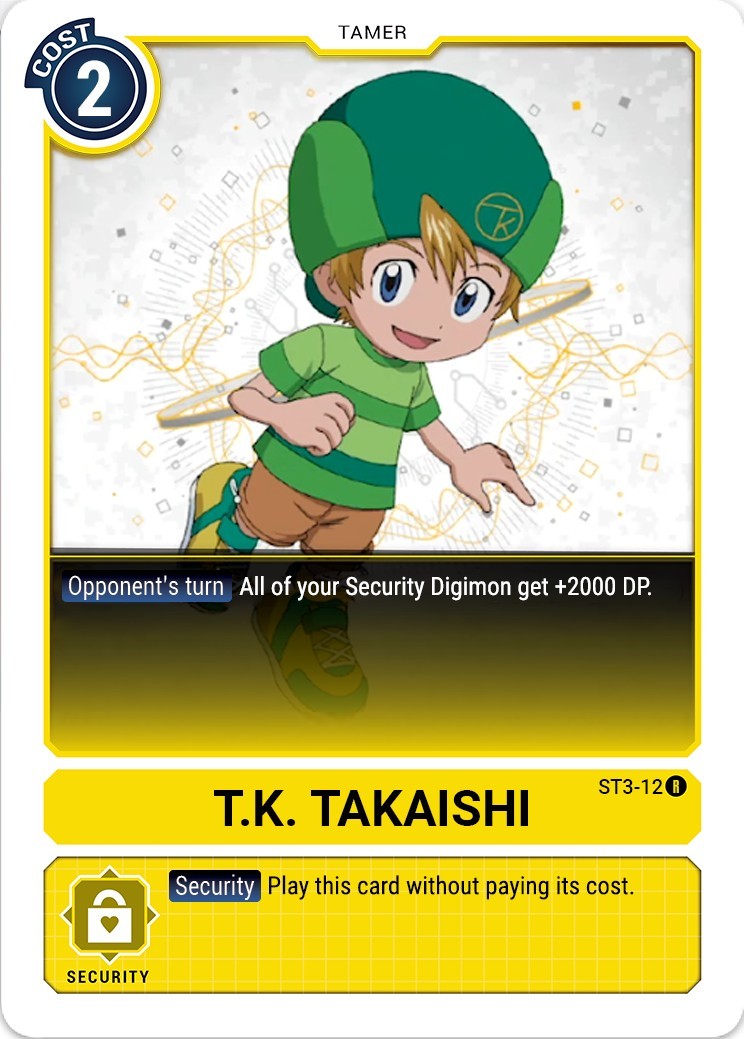 TAMER
COST
2
TK
Opponent's turn All of your Security Digimon get +2000 DP.
ST3-12 R
T.K. TAKAISHI
Security Play this card without paying its cost.
SECURITY